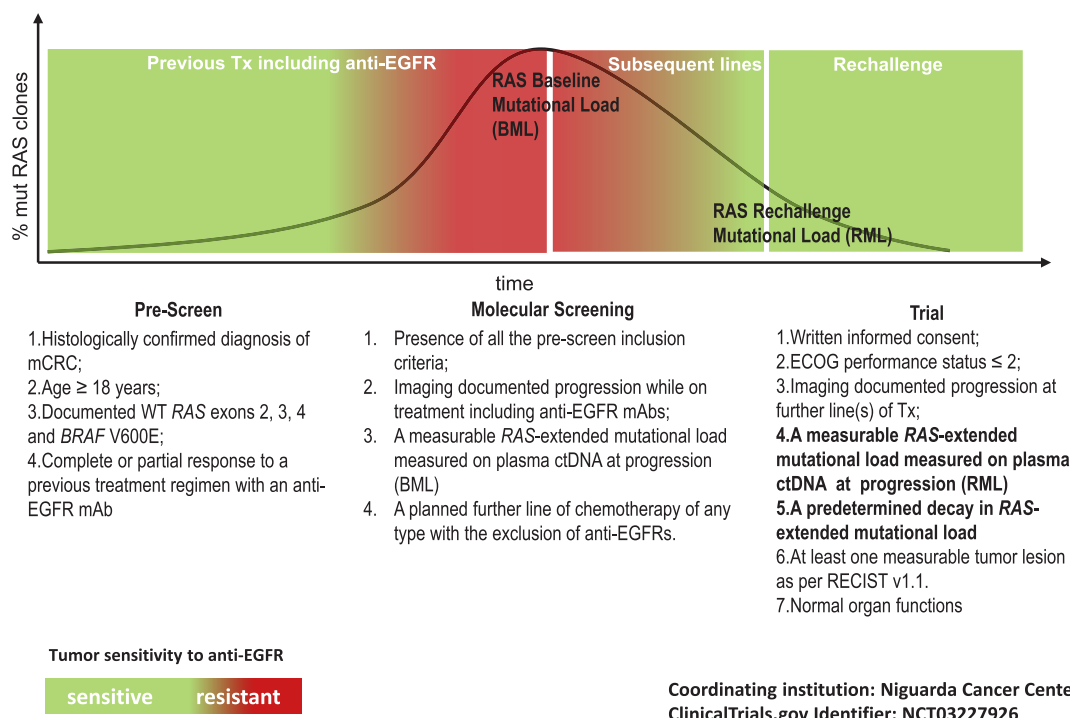 Previous Tx including anti-EGFR
Subsequent lines
Rechallenge
RAS Baseline
Mutational Load
(BML)
RAS Rechallenge
Mutational Load (RML)
% mut RAS clones
time
Pre-Screen
1.Histologically confirmed diagnosis of
mCRC;
2.Age ≥ 18 years;
3.Documented WT RAS exons 2, 3, 4
and BRAF V600E;
4.Complete or partial response to a
previous treatment regimen with an anti-
EGFR mAb
Molecular Screening
1. Presence of all the pre-screen inclusion
criteria;
2. Imaging documented progression while on
treatment including anti-EGFR mAbs;
3. A measurable RAS-extended mutational load
measured on plasma ctDNA at progression
(BML)
4. A planned further line of chemotherapy of any
type with the exclusion of anti-EGFRs.
Trial
1.Written informed consent;
2.ECOG performance status ≤ 2;
3.Imaging documented progression at
further line(s) of Tx;
4.A measurable RAS-extended
mutational load measured on plasma
ctDNA at progression (RML)
5.A predetermined decay in RAS-
extended mutational load
6.At least one measurable tumor lesion
as per RECIST v1.1.
7.Normal organ functions
Tumor sensitivity to anti-EGFR
sensitive resistant
Coordinating institution: Niguarda Cancer Cente
ClinicalTrials.gov Identifier: NCT03227926